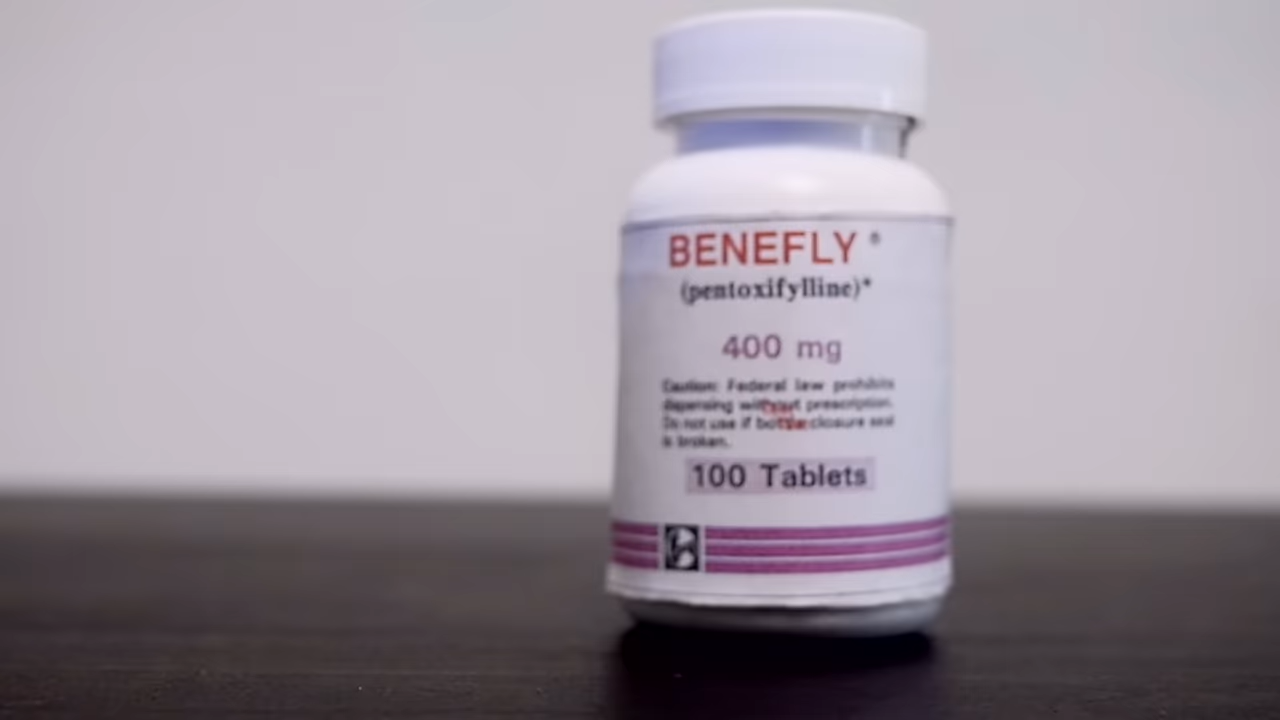 BENEFLY ®
(pentoxifylline)*
400 mg
Caution: Federal law prohibits
dispensing without prescription.
Do not use if bottle closure seal
is broken.
100 Tablets